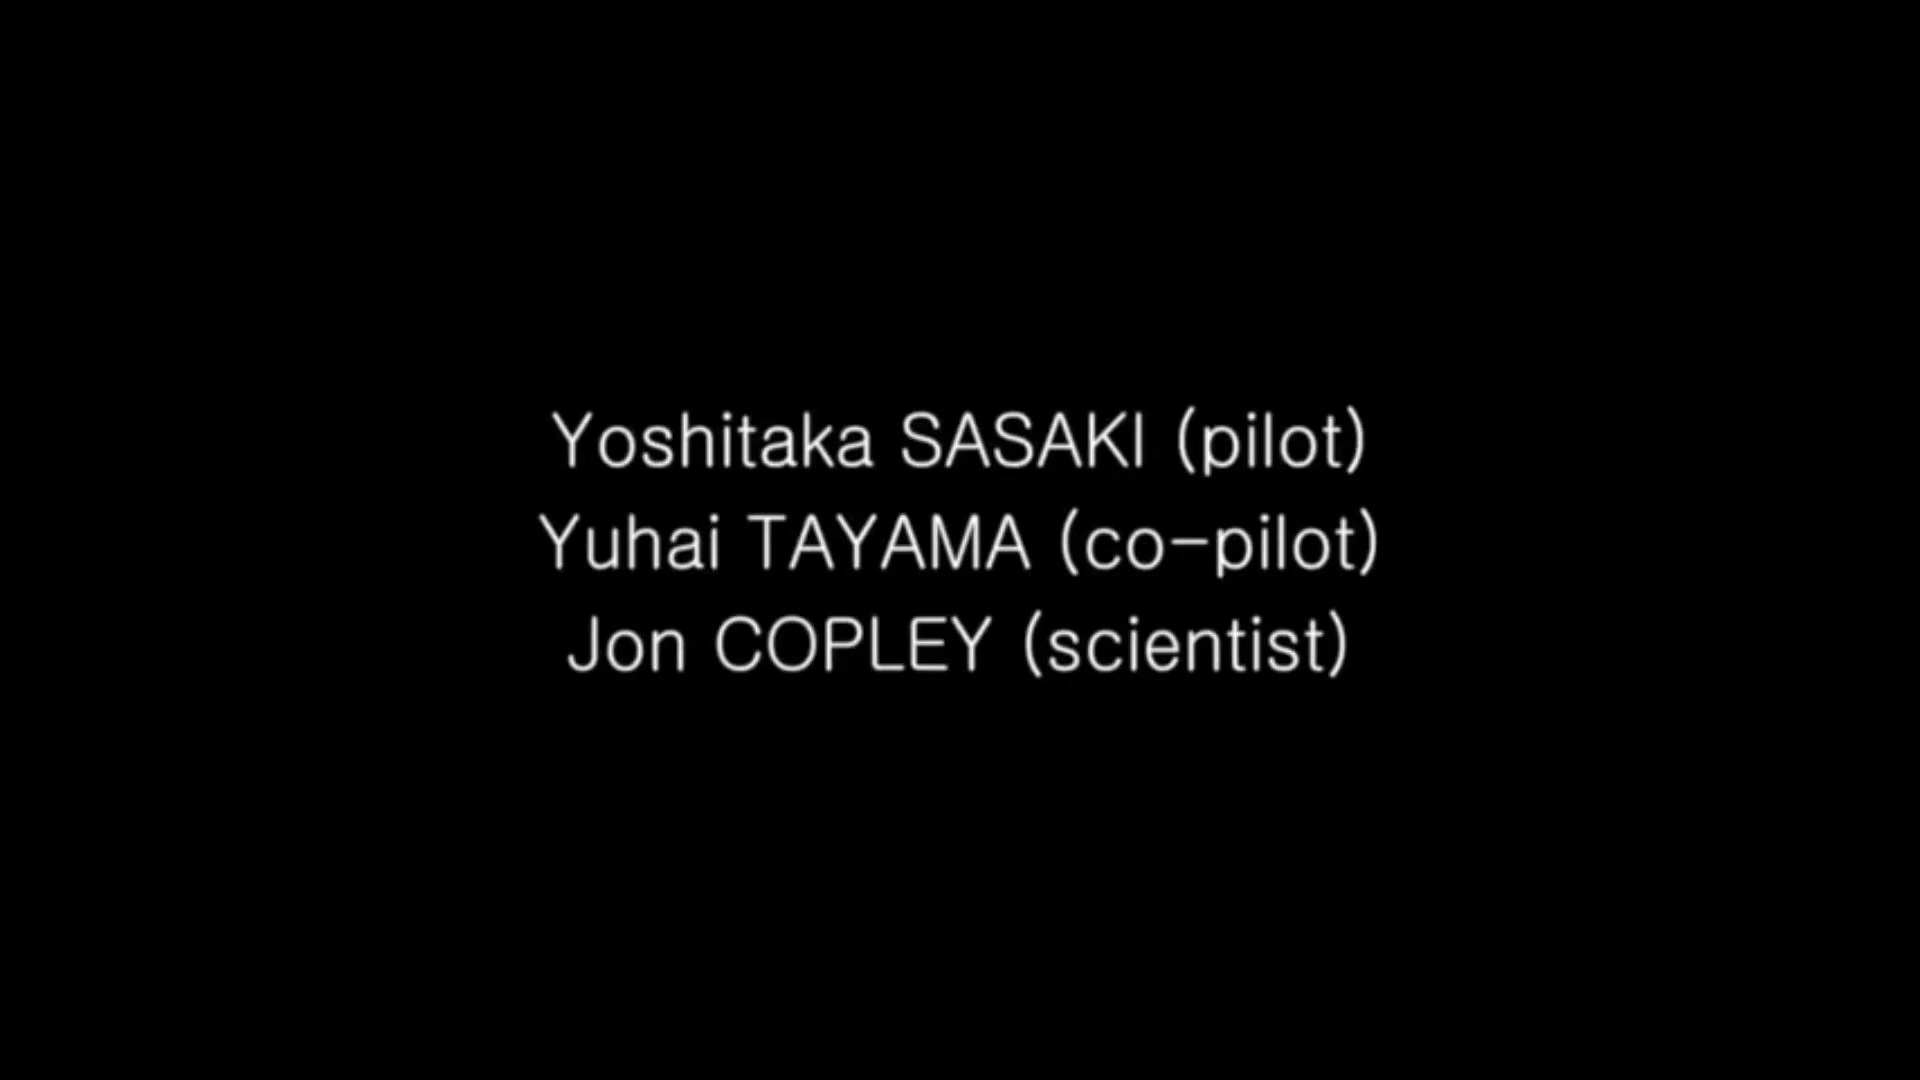 Yoshitaka SASAKI (pilot)
Yuhai TAYAMA (co-pilot)
Jon COPLEY (scientist)